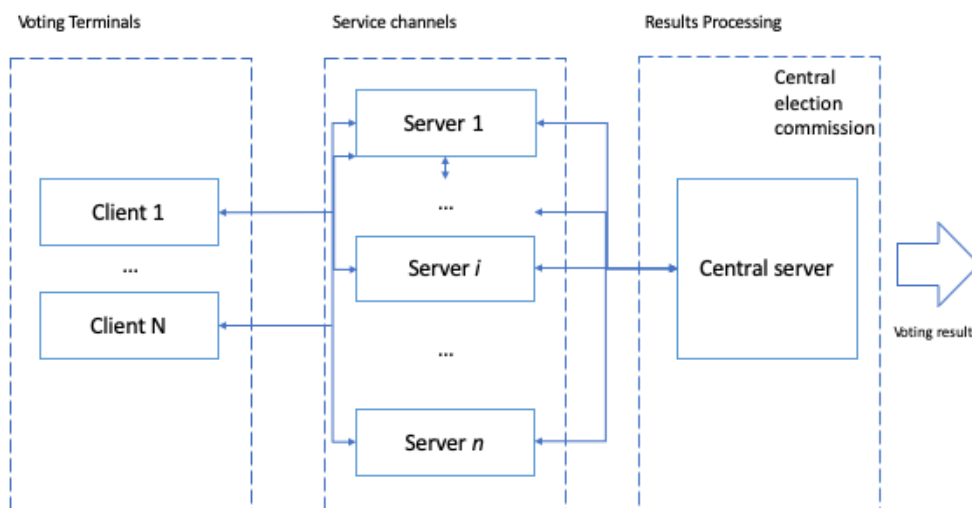 Voting Terminals
Service channels
Results Processing
Central
election
commission
Server 1
...
Client 1
...
Server i
Central server
Client N
Voting result
...
Server n